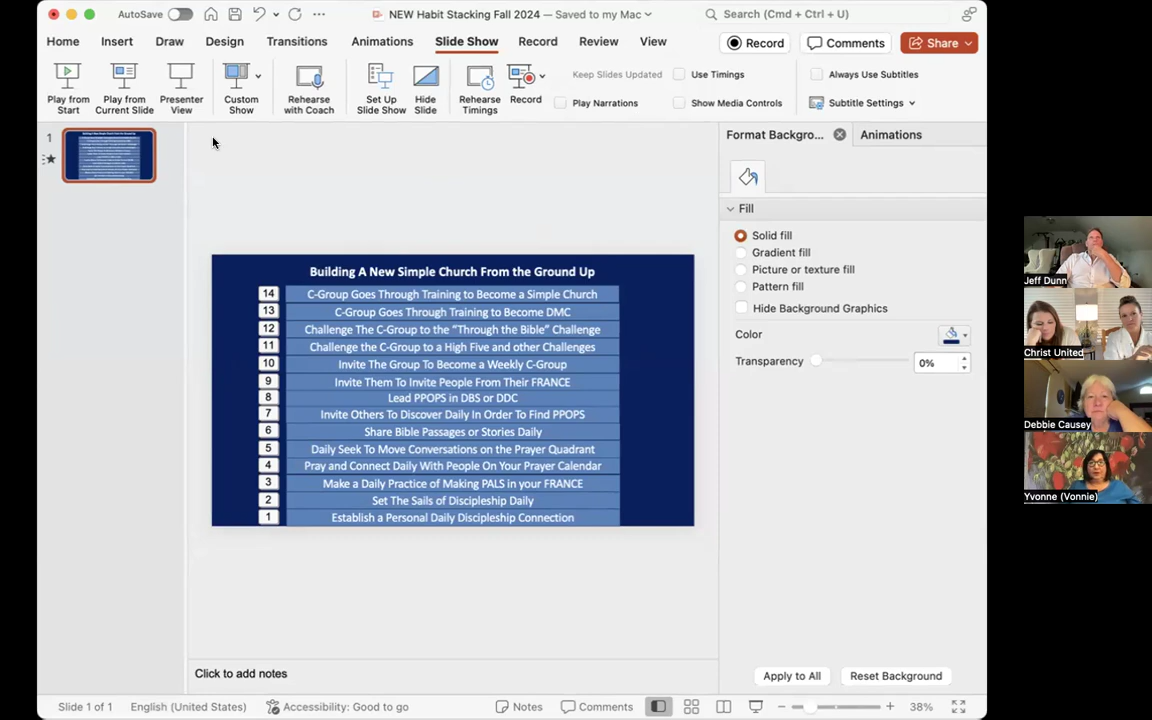 AutoSave
NEW Habit Stacking Fall 2024 — Saved to my Mac
Search (Cmd + Ctrl + U)
Home Insert Draw Design Transitions Animations Slide Show Record Review View
Record Comments Share
Play from Start
Play from Current Slide
Presenter View
Custom Show
Rehearse with Coach
Set Up Slide Show
Hide Slide
Rehearse Timings
Record
Keep Slides Updated
Play Narrations
Use Timings
Show Media Controls
Always Use Subtitles
Subtitle Settings
1
Building A New Simple Church From the Ground Up
14 C-Group Goes Through Training to Become a Simple Church
13 C-Group Goes Through Training to Become DMC
12 Challenge The C-Group to the “Through the Bible” Challenge
11 Challenge the C-Group to a High Five and other Challenges
10 Invite The Group To Become a Weekly C-Group
9 Invite Them To Invite People From Their FRANCE
8 Lead PPOPS in DBS or DDC
7 Invite Others To Discover Daily In Order To Find PPOPS
6 Share Bible Passages or Stories Daily
5 Daily Seek To Move Conversations on the Prayer Quadrant
4 Pray and Connect Daily With People On Your Prayer Calendar
3 Make a Daily Practice of Making PALS in your FRANCE
2 Set The Sails of Discipleship Daily
1 Establish a Personal Daily Discipleship Connection
Format Backgro...
Animations
Fill
Solid fill
Gradient fill
Picture or texture fill
Pattern fill
Hide Background Graphics
Color
Transparency 0%
Apply to All Reset Background
Click to add notes
Slide 1 of 1 English (United States) Accessibility: Good to go Notes Comments 38%
Jeff Dunn
Christ United
Debbie Causey
Yvonne (Vonnie)